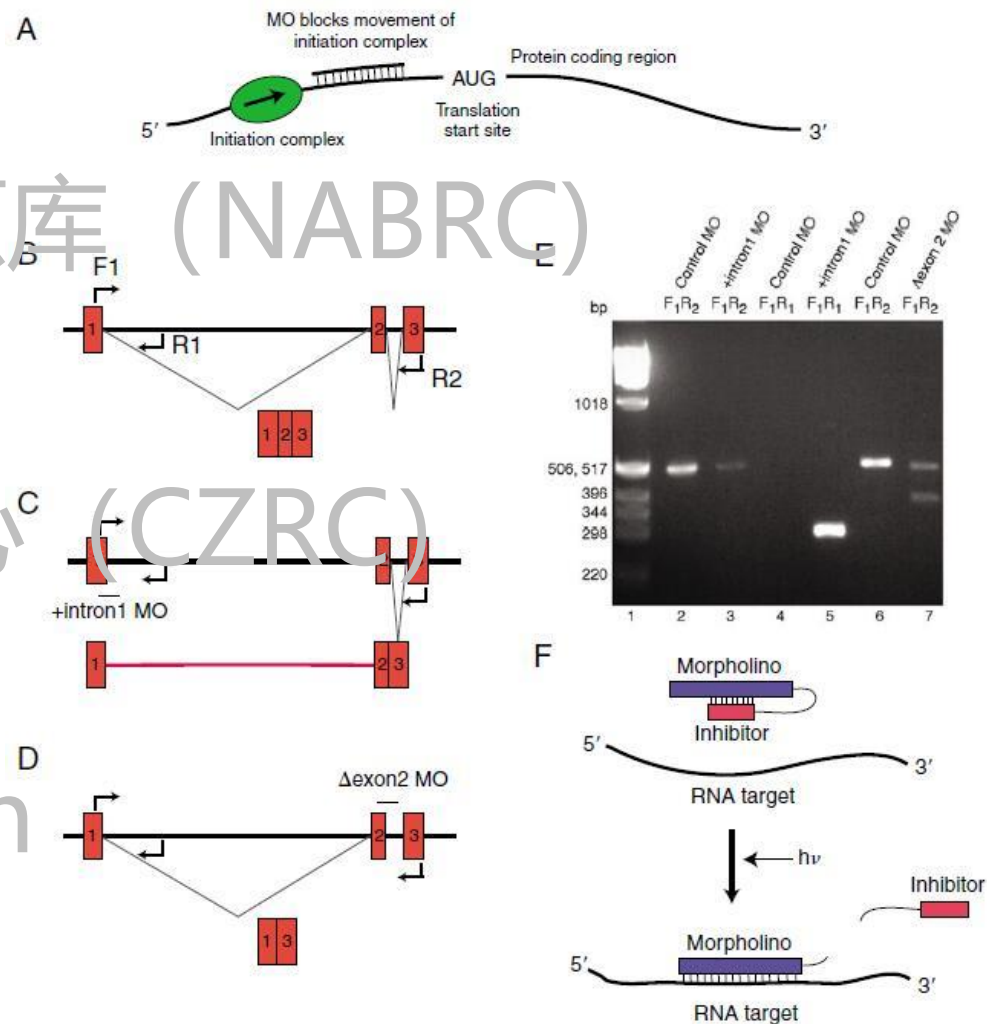 A
MO blocks movement of
initiation complex
Protein coding region
AUG
5′
3′
Translation
start site
Initiation complex
库 (NABRC)
B
F1
1
2
3
R1
R2
1 2 3
C
(CZRC)
+intron1 MO
1
2 3
D
Δexon2 MO
1
2
3
1 3
n
E
Control MO
+intron1 MO
Control MO
+intron1 MO
Control MO
Δexon 2 MO
bp
F1R2 F1R2 F1R1 F1R1 F1R2 F1R2
1018
506, 517
396
344
298
220
1 2 3 4 5 6 7
F
Morpholino
Inhibitor
5′
3′
RNA target
hν
Inhibitor
Morpholino
5′
3′
RNA target